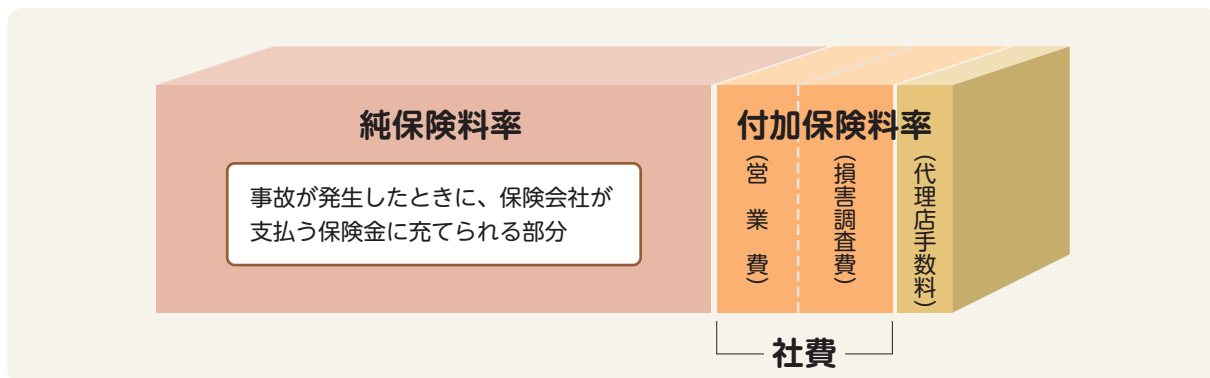 純保険料率
事故が発生したときに、保険会社が
支払う保険金に充てられる部分
付加保険料率
（営業費）
（損害調査費）
（代理店手数料）
社費